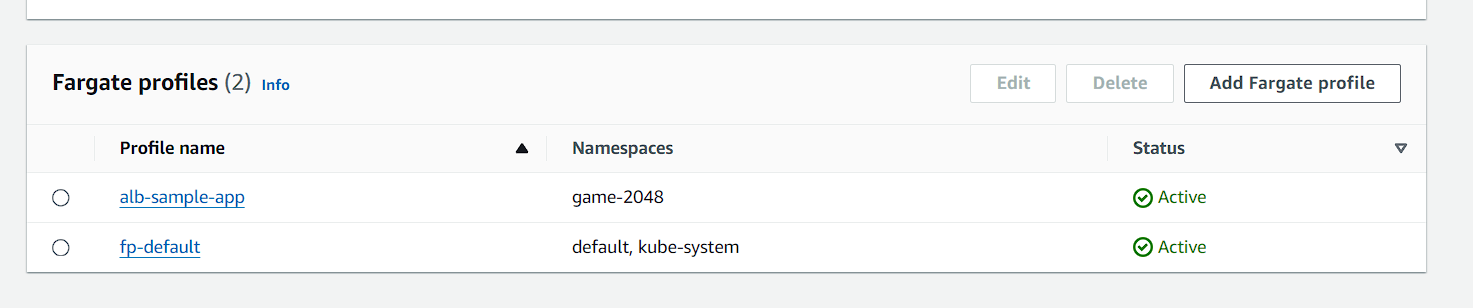 Fargate profiles (2) Info Edit Delete Add Fargate profile
Profile name Namespaces Status
alb-sample-app game-2048 Active
fp-default default, kube-system Active